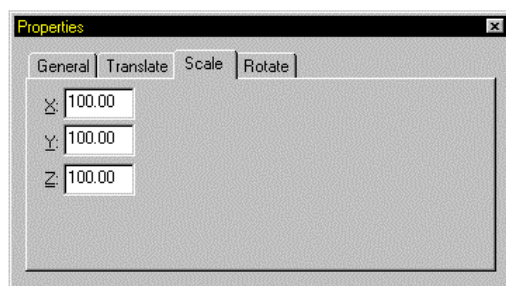 Properties
General Translate Scale Rotate
X: 100.00
Y: 100.00
Z: 100.00